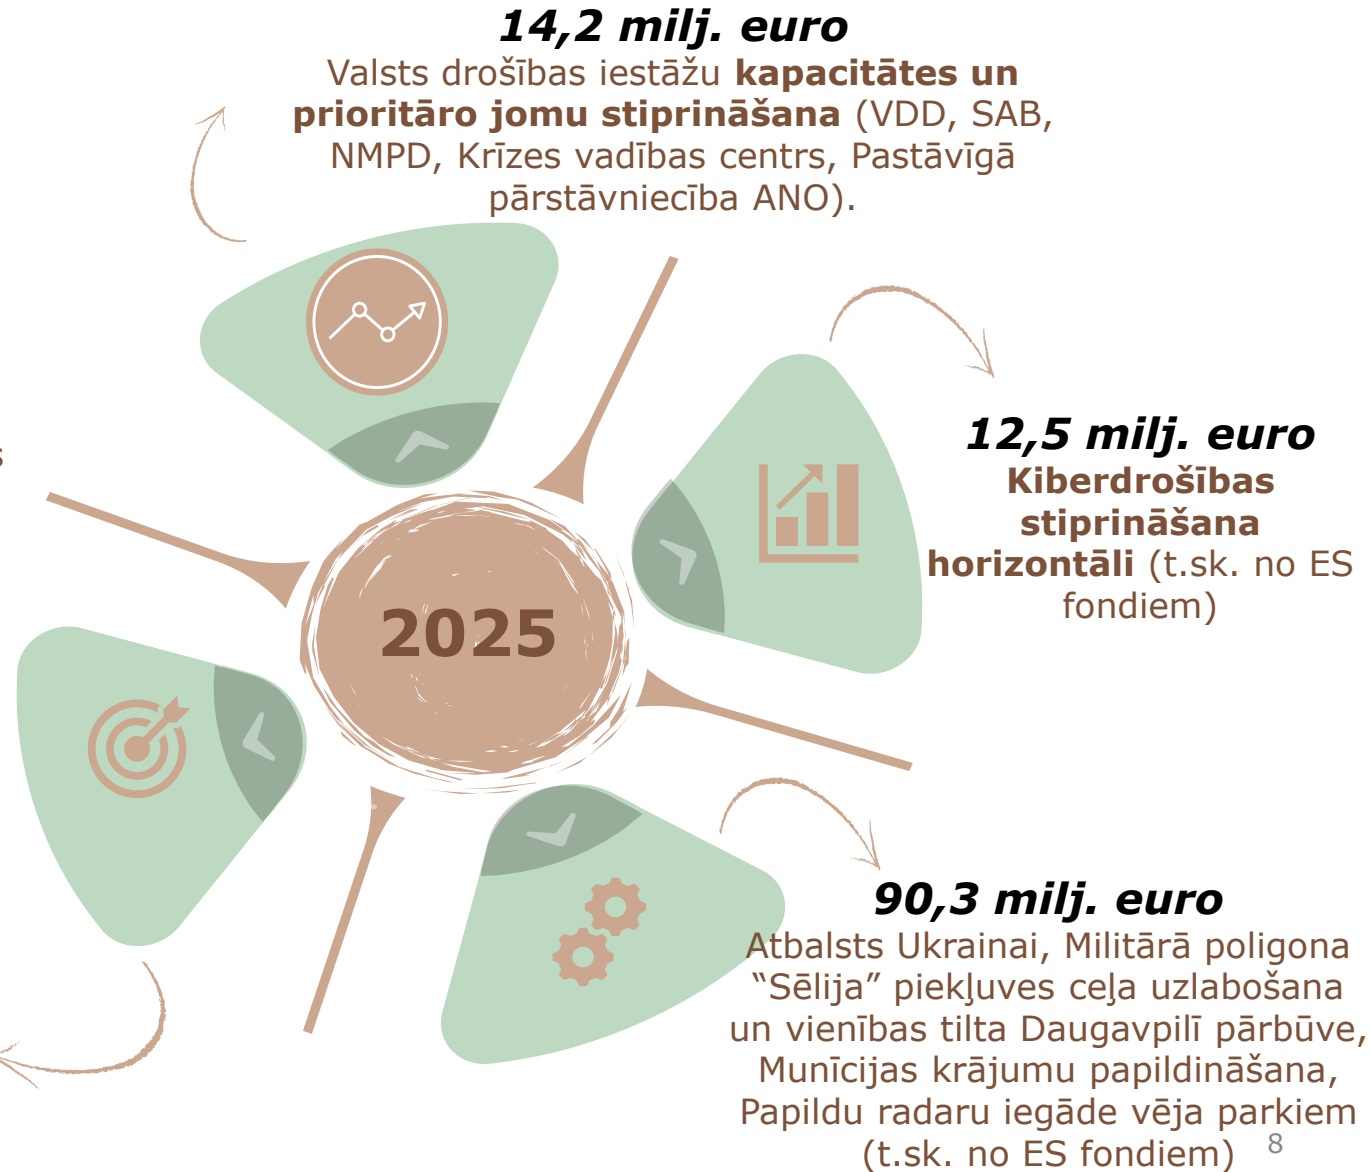 14,2 milj. euro
Valsts drošības iestāžu kapacitātes un
prioritāro jomu stiprināšana (VDD, SAB,
NMPD, Krīzes vadības centrs, Pastāvīgā
pārstāvniecība ANO).
s
12,5 milj. euro
Kiberdrošības
stiprināšana
horizontāli (t.sk. no ES
fondiem)
2025
90,3 milj. euro
Atbalsts Ukrainai, Militārā poligona
“Sēlija” piekļuves ceļa uzlabošana
un vienības tilta Daugavpilī pārbūve,
Munīcijas krājumu papildināšana,
Papildu radaru iegāde vēja parkiem
(t.sk. no ES fondiem)
8